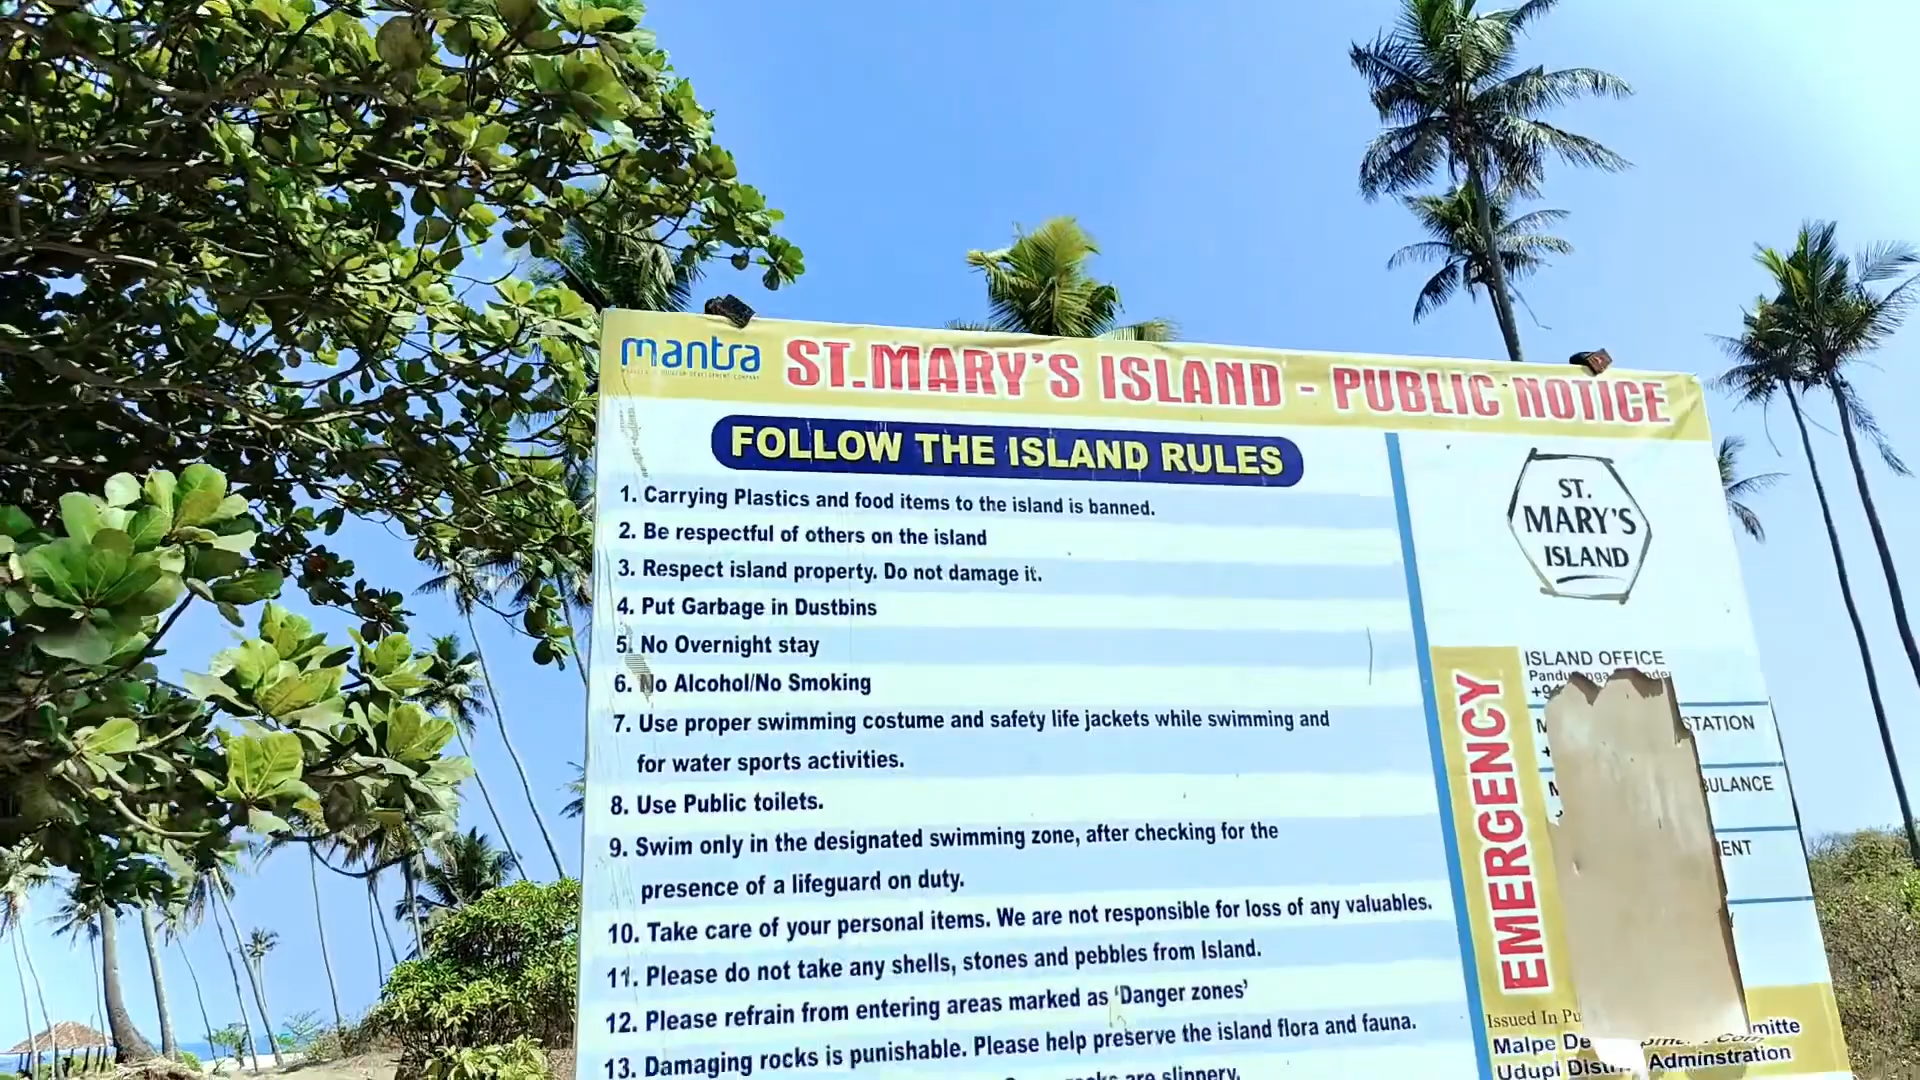 mantra
ST.MARY'S ISLAND - PUBLIC NOTICE
FOLLOW THE ISLAND RULES
1. Carrying Plastics and food items to the island is banned.
2. Be respectful of others on the island
3. Respect island property. Do not damage it.
4. Put Garbage in Dustbins
5. No Overnight stay
6. No Alcohol/No Smoking
7. Use proper swimming costume and safety life jackets while swimming and
for water sports activities.
8. Use Public toilets.
9. Swim only in the designated swimming zone, after checking for the
presence of a lifeguard on duty.
10. Take care of your personal items. We are not responsible for loss of any valuables.
11. Please do not take any shells, stones and pebbles from Island.
12. Please refrain from entering areas marked as 'Danger zones'
13. Damaging rocks is punishable. Please help preserve the island flora and fauna.
are slippery.
ST.
MARY'S
ISLAND
EMERGENCY
ISLAND OFFICE
Issued In
Malpe
Udupi
Adminstration